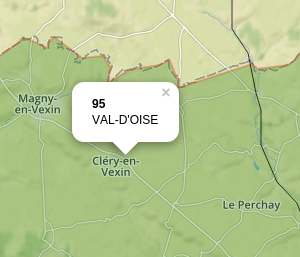 ×
95
VAL-D'OISE
Magny-
en-Vexin
Cléry-en-
Vexin
Le Perchay